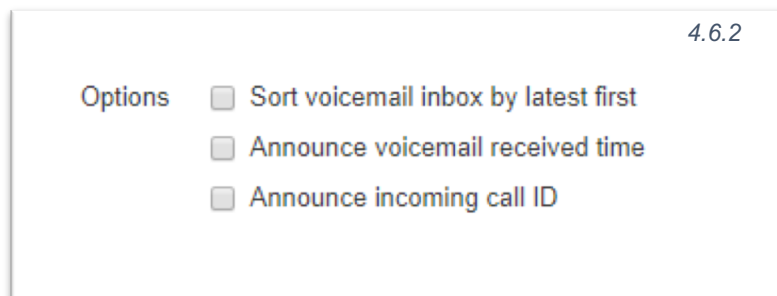 4.6.2
Options Sort voicemail inbox by latest first
Announce voicemail received time
Announce incoming call ID